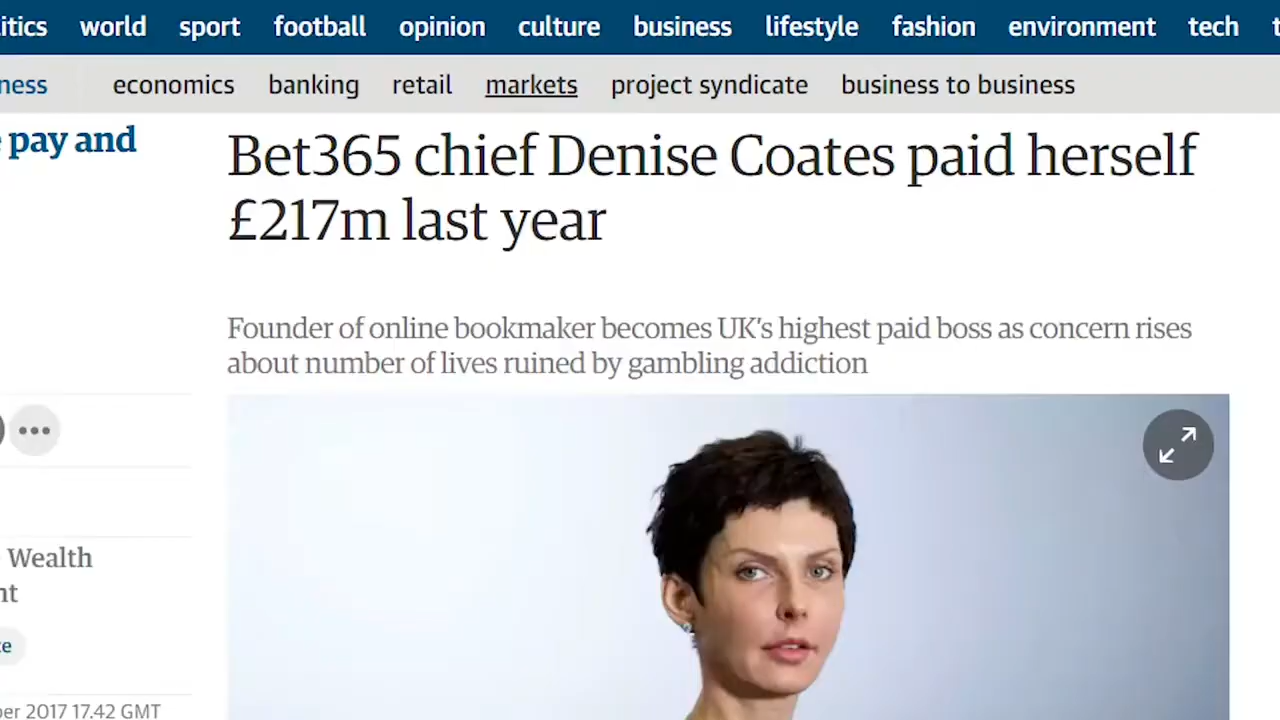 itics world sport football opinion culture business lifestyle fashion environment tech t
ness economics banking retail markets project syndicate business to business
pay and
Bet365 chief Denise Coates paid herself
£217m last year
Founder of online bookmaker becomes UK's highest paid boss as concern rises
about number of lives ruined by gambling addiction
Wealth
nt
te
ber 2017 17.42 GMT